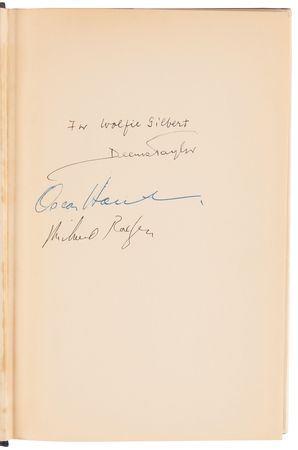 For Wolfie Gilbert
Deems Taylor
Oscar
Richard Rodgers